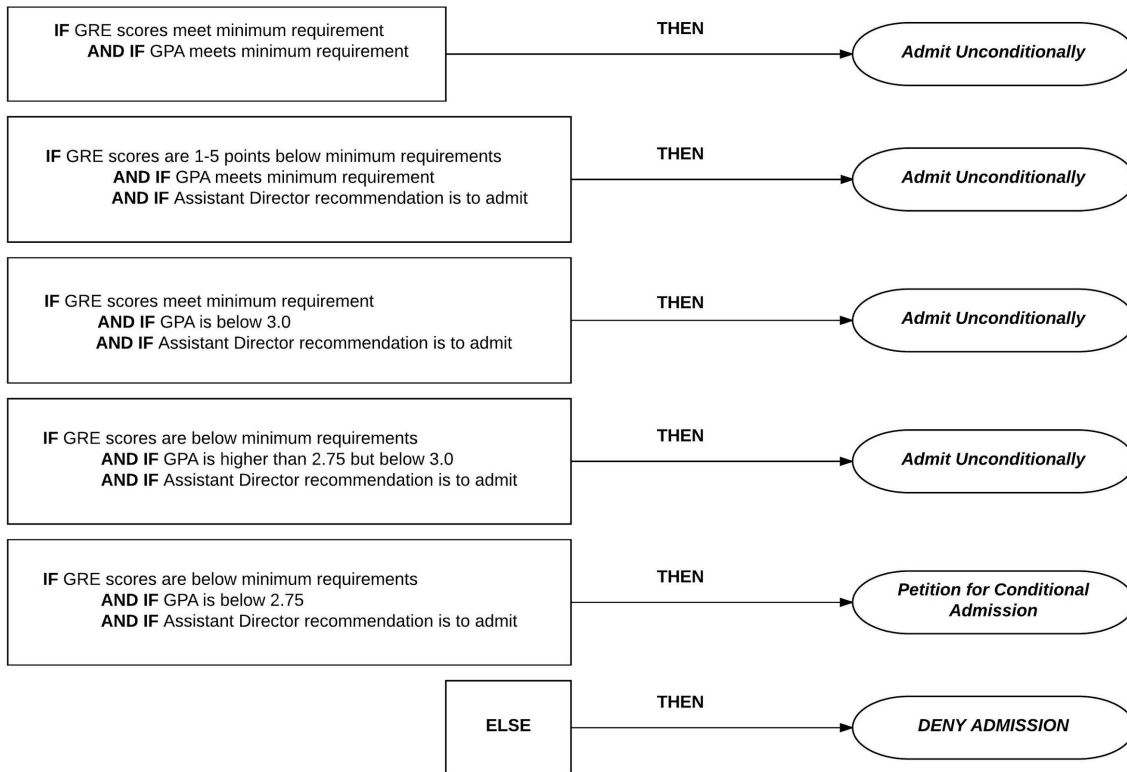 IF GRE scores meet minimum requirement
AND IF GPA meets minimum requirement
THEN
Admit Unconditionally
IF GRE scores are 1-5 points below minimum requirements
AND IF GPA meets minimum requirement
AND IF Assistant Director recommendation is to admit
THEN
Admit Unconditionally
IF GRE scores meet minimum requirement
AND IF GPA is below 3.0
AND IF Assistant Director recommendation is to admit
THEN
Admit Unconditionally
IF GRE scores are below minimum requirements
AND IF GPA is higher than 2.75 but below 3.0
AND IF Assistant Director recommendation is to admit
THEN
Admit Unconditionally
IF GRE scores are below minimum requirements
AND IF GPA is below 2.75
AND IF Assistant Director recommendation is to admit
THEN
Petition for Conditional
Admission
ELSE
THEN
DENY ADMISSION